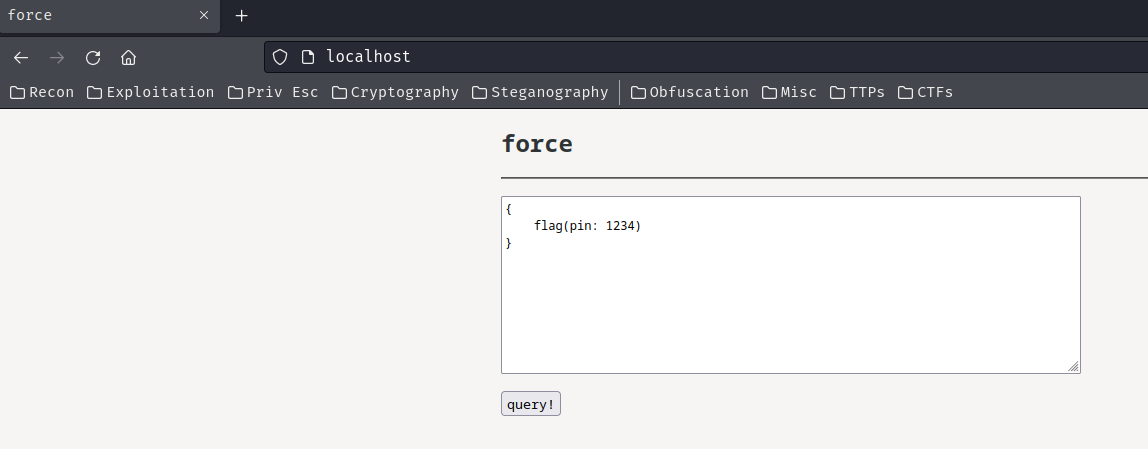 force
localhost
Recon Exploitation Priv Esc Cryptography Steganography Obfuscation Misc TTPs CTFs
force
{
    flag(pin: 1234)
}
query!